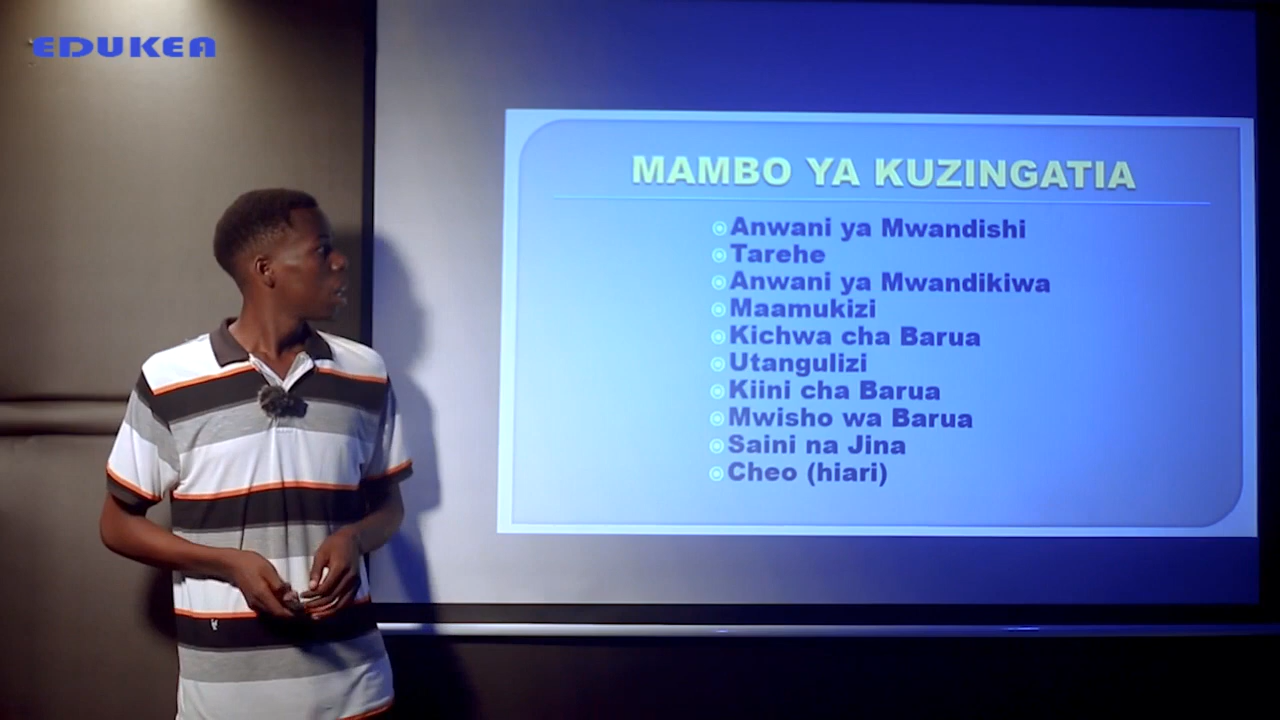 EDUKEA
MAMBO YA KUZINGATIA
Anwani ya Mwandishi
Tarehe
Anwani ya Mwandikiwa
Maamukizi
Kichwa cha Barua
Utangulizi
Kiini cha Barua
Mwisho wa Barua
Saini na Jina
Cheo (hiari)